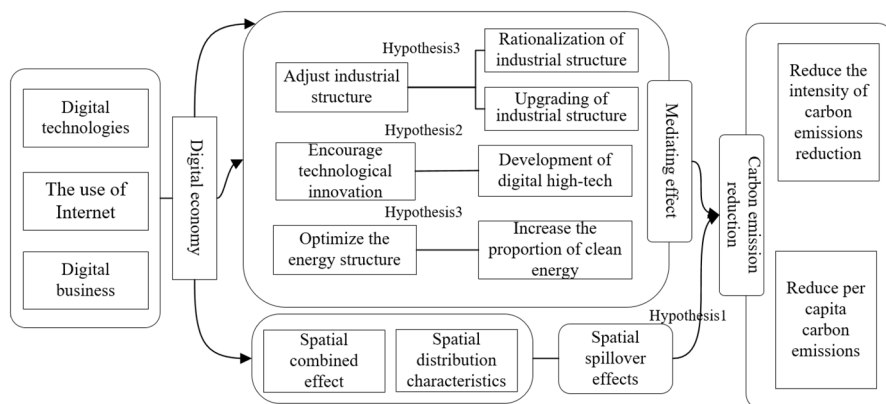 Digital
technologies
The use of
Internet
Digital
business
Digital economy
Hypothesis3
Adjust industrial
structure
Rationalization of
industrial structure
Upgrading of
industrial structure
Hypothesis2
Encourage
technological
innovation
Development of
digital high-tech
Hypothesis3
Optimize the
energy structure
Increase the
proportion of clean
energy
Mediating effect
Spatial
combined
effect
Spatial
distribution
characteristics
Spatial
spillover
effects
Hypothesis1
Carbon emission
reduction
Reduce the
intensity of
carbon
emissions
reduction
Reduce per
capita
carbon
emissions